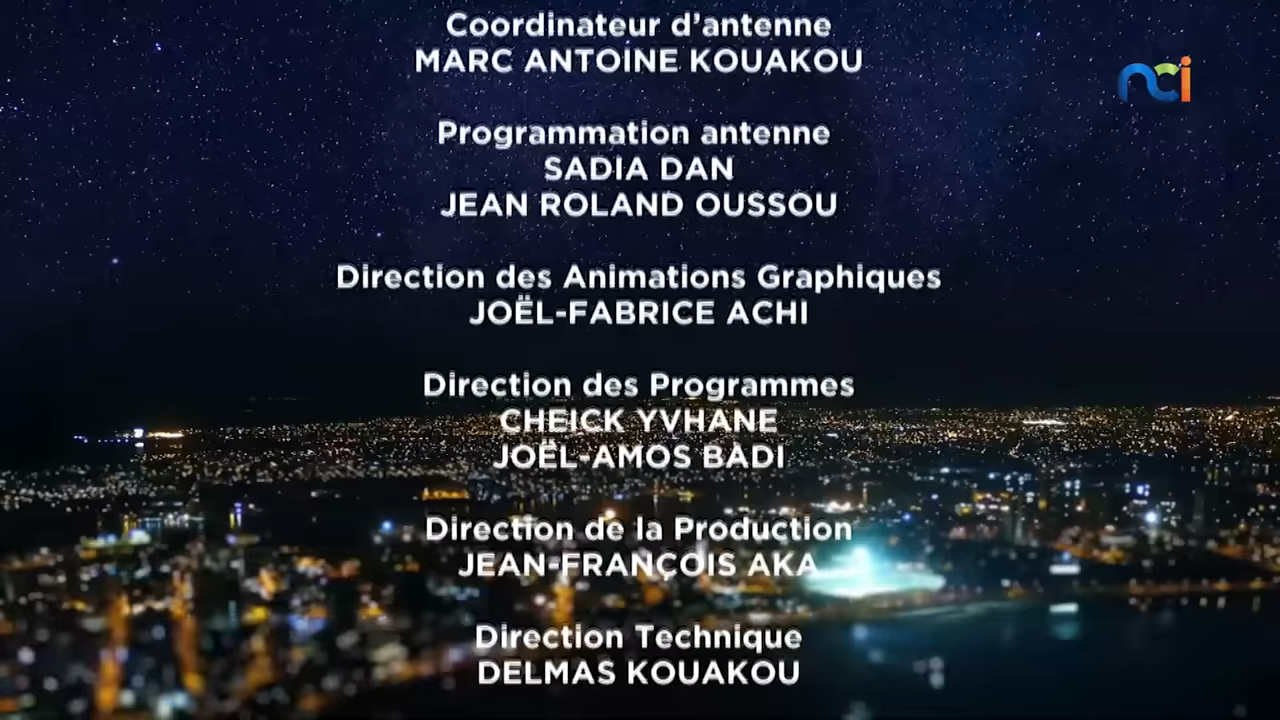 Coordinateur d’antenne
MARC ANTOINE KOUAKOU
nci
Programmation antenne
SADIA DAN
JEAN ROLAND OUSSOU
Direction des Animations Graphiques
JOËL-FABRICE ACHI
Direction des Programmes
CHEICK YVHANE
JOËL-AMOS BADI
Direction de la Production
JEAN-FRANÇOIS AKA
Direction Technique
DELMAS KOUAKOU